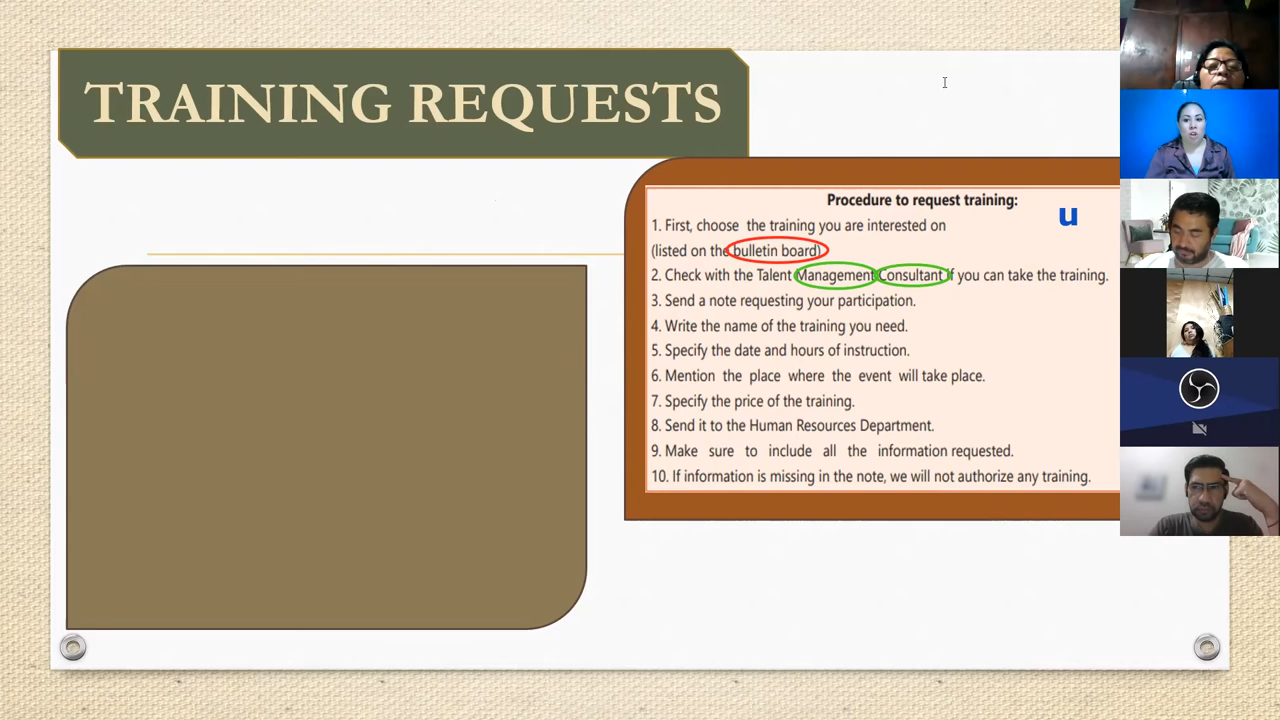 TRAINING REQUESTS
Procedure to request training:
u
1. First, choose the training you are interested on
(listed on the bulletin board)
2. Check with the Talent Management Consultant if you can take the training.
3. Send a note requesting your participation.
4. Write the name of the training you need.
5. Specify the date and hours of instruction.
6. Mention the place where the event will take place.
7. Specify the price of the training.
8. Send it to the Human Resources Department.
9. Make sure to include all the information requested.
10. If information is missing in the note, we will not authorize any training.